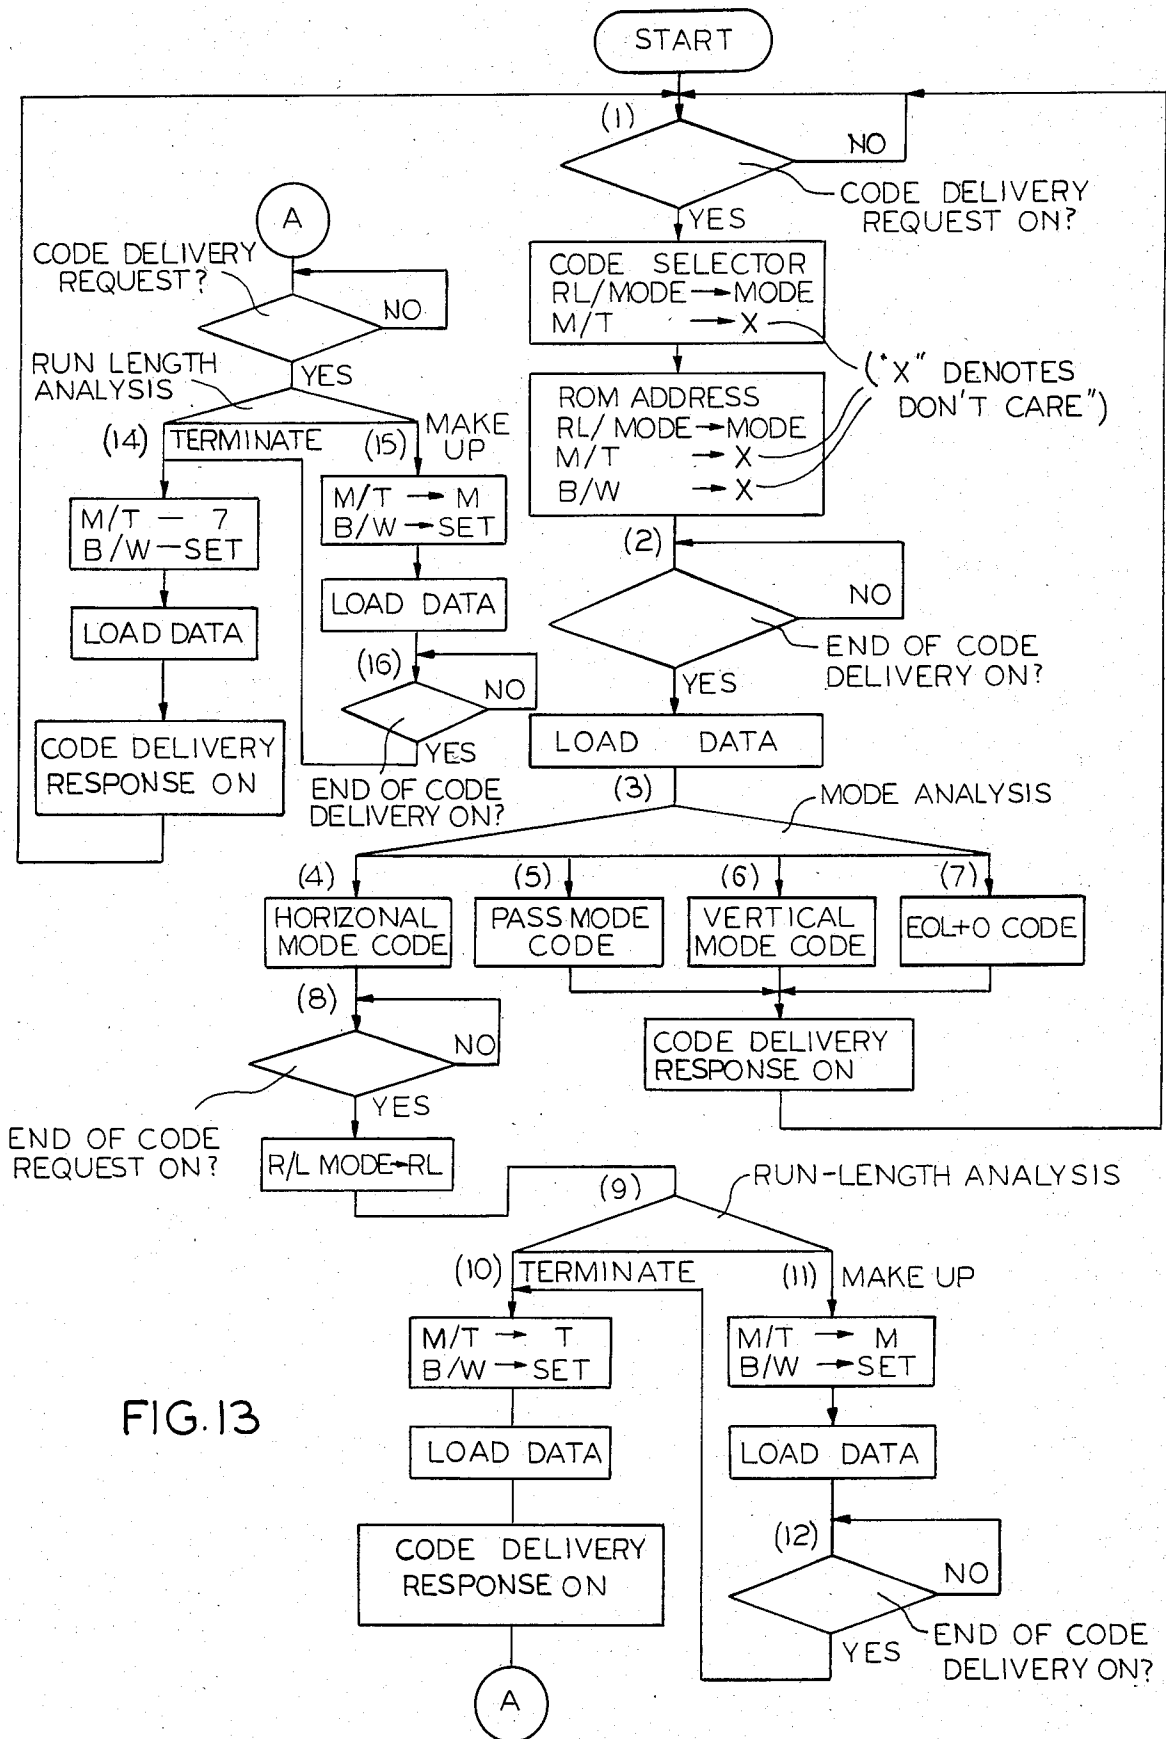 START
(1)
NO
CODE DELIVERY
REQUEST ON?
YES
CODE SELECTOR
RL/MODE→MODE
M/T → X
("X" DENOTES
DON'T CARE")
ROM ADDRESS
RL/MODE→MODE
M/T → X
B/W → X
(2)
NO
END OF CODE
DELIVERY ON?
YES
LOAD DATA
(3)
MODE ANALYSIS
A
CODE DELIVERY
REQUEST?
NO
YES
RUN LENGTH
ANALYSIS
(14)
TERMINATE
(15)
MAKE
UP
M/T – 7
B/W–SET
LOAD DATA
CODE DELIVERY
RESPONSE ON
M/T → M
B/W → SET
LOAD DATA
(16)
NO
YES
END OF CODE
DELIVERY ON?
(4)
HORIZONAL
MODE CODE
(5)
PASS MODE
CODE
(6)
VERTICAL
MODE CODE
(7)
EOL+0 CODE
CODE DELIVERY
RESPONSE ON
(8)
NO
YES
END OF CODE
REQUEST ON?
R/L MODE→RL
(9)
RUN-LENGTH ANALYSIS
(10)
TERMINATE
(11)
MAKE UP
M/T → T
B/W → SET
LOAD DATA
CODE DELIVERY
RESPONSE ON
A
M/T → M
B/W → SET
LOAD DATA
(12)
NO
YES
END OF CODE
DELIVERY ON?
FIG.13